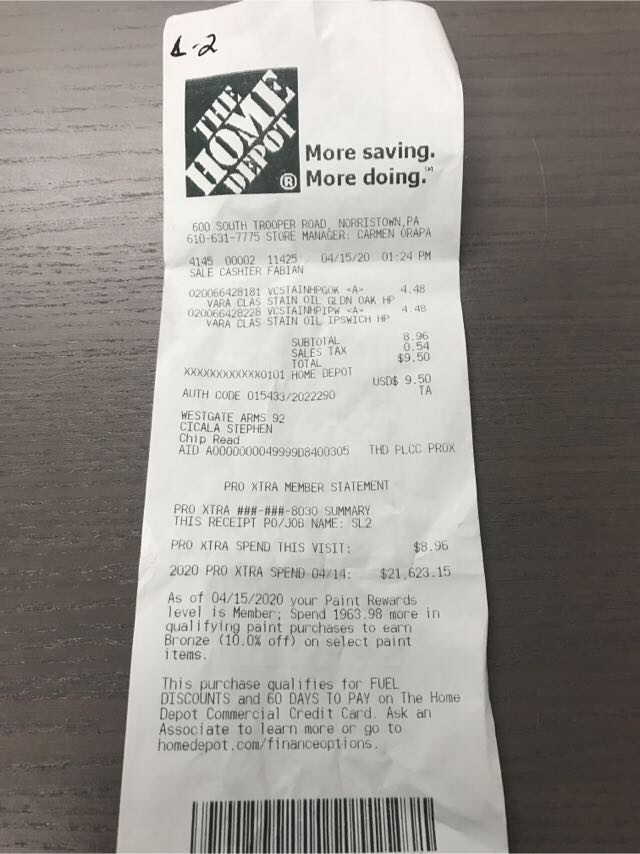 L-2
THE
HOME
DEPOT
®
More saving.
More doing.℠
600 SOUTH TROOPER ROAD, NORRISTOWN,PA
610-631-7775 STORE MANAGER: CARMEN ORAPA
4145 00002 11425 04/15/20 01:24 PM
SALE CASHIER FABIAN
020066428181 VCSTAINHPGOK <A> 4.48
VARA CLAS STAIN OIL GLDN OAK HP
020066428228 VCSTAINHPIPW <A> 4.48
VARA CLAS STAIN OIL IPSWICH HP
SUBTOTAL 8.96
SALES TAX 0.54
TOTAL $9.50
XXXXXXXXXXXX0101 HOME DEPOT
USD$ 9.50
AUTH CODE 015433/2022290 TA
WESTGATE ARMS 92
CICALA STEPHEN
Chip Read
AID A0000000049999D8400305 THD PLCC PROX
PRO XTRA MEMBER STATEMENT
PRO XTRA ###-###-8030 SUMMARY
THIS RECEIPT PO/JOB NAME: SL2
PRO XTRA SPEND THIS VISIT: $8.96
2020 PRO XTRA SPEND 04/14: $21,623.15
As of 04/15/2020 your Paint Rewards
level is Member; Spend 1963.98 more in
qualifying paint purchases to earn
Bronze (10.0% off) on select paint
items.
This purchase qualifies for FUEL
DISCOUNTS and 60 DAYS TO PAY on The Home
Depot Commercial Credit Card. Ask an
Associate to learn more or go to
homedepot.com/financeoptions.